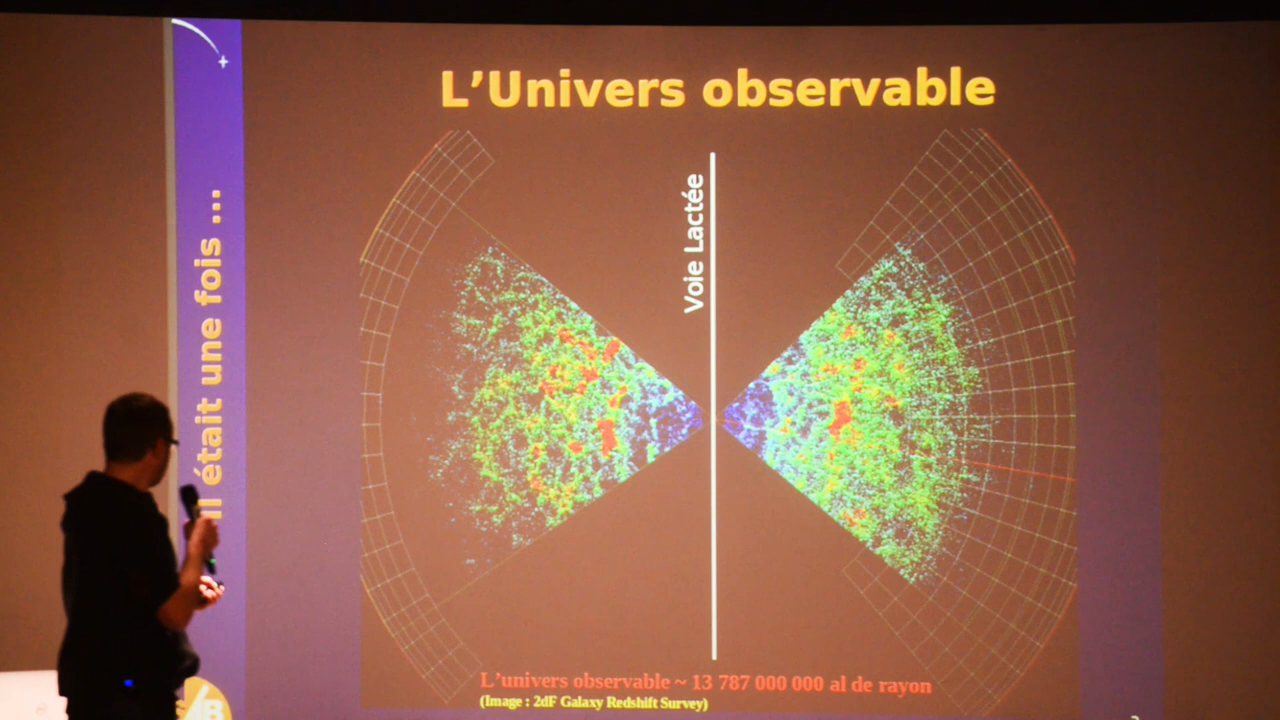 L’Univers observable
Il était une fois ...
Voie Lactée
L’univers observable ~ 13 787 000 000 al de rayon
(Image : 2dF Galaxy Redshift Survey)